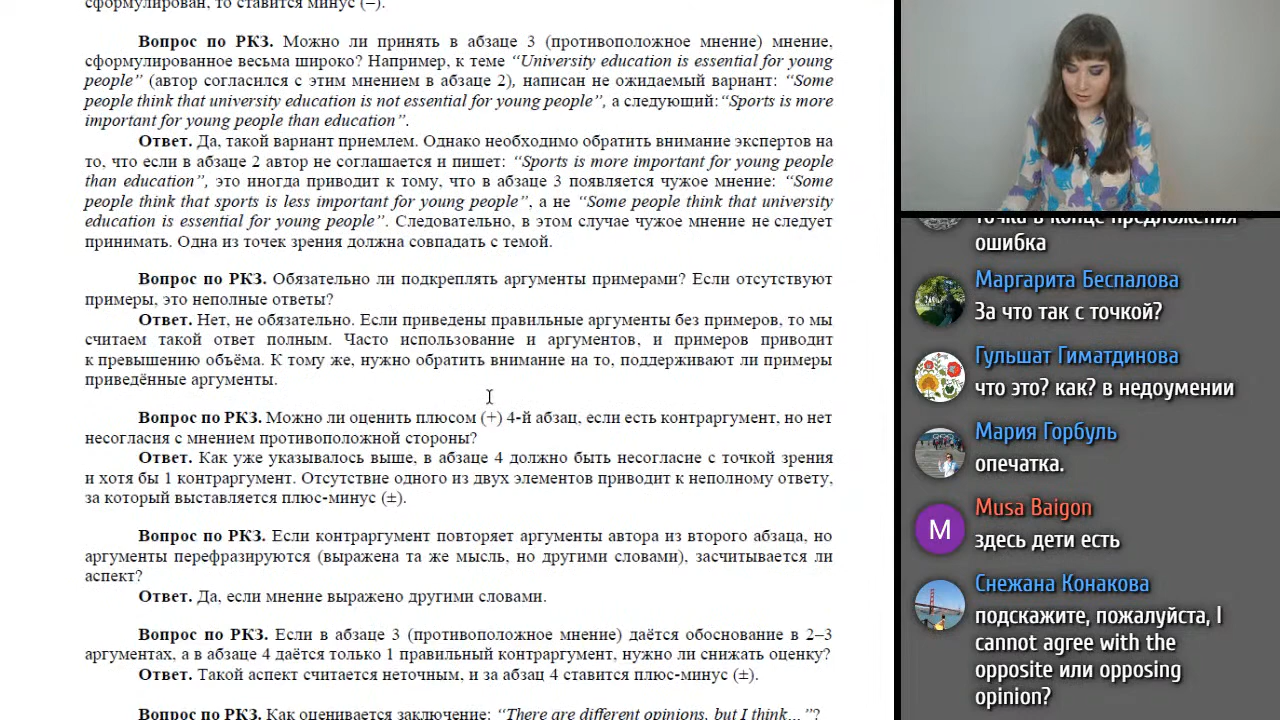 сформулирован, то ставится минус (–).
Вопрос по РКЗ. Можно ли принять в абзаце 3 (противоположное мнение) мнение,
сформулированное весьма широко? Например, к теме “University education is essential for young
people” (автор согласился с этим мнением в абзаце 2), написан не ожидаемый вариант: “Some
people think that university education is not essential for young people”, а следующий:“Sports is more
important for young people than education”.
Ответ. Да, такой вариант приемлем. Однако необходимо обратить внимание экспертов на
то, что если в абзаце 2 автор не соглашается и пишет: “Sports is more important for young people
than education”, это иногда приводит к тому, что в абзаце 3 появляется чужое мнение: “Some
people think that sports is less important for young people”, а не “Some people think that university
education is essential for young people”. Следовательно, в этом случае чужое мнение не следует
принимать. Одна из точек зрения должна совпадать с темой.
Вопрос по РКЗ. Обязательно ли подкреплять аргументы примерами? Если отсутствуют
примеры, это неполные ответы?
Ответ. Нет, не обязательно. Если приведены правильные аргументы без примеров, то мы
считаем такой ответ полным. Часто использование и аргументов, и примеров приводит
к превышению объёма. К тому же, нужно обратить внимание на то, поддерживают ли примеры
приведённые аргументы.
Вопрос по РКЗ. Можно ли оценить плюсом (+) 4-й абзац, если есть контраргумент, но нет
несогласия с мнением противоположной стороны?
Ответ. Как уже указывалось выше, в абзаце 4 должно быть несогласие с точкой зрения
и хотя бы 1 контраргумент. Отсутствие одного из двух элементов приводит к неполному ответу,
за который выставляется плюс-минус (±).
Вопрос по РКЗ. Если контраргумент повторяет аргументы автора из второго абзаца, но
аргументы перефразируются (выражена та же мысль, но другими словами), засчитывается ли
аспект?
Ответ. Да, если мнение выражено другими словами.
Вопрос по РКЗ. Если в абзаце 3 (противоположное мнение) даётся обоснование в 2–3
аргументах, а в абзаце 4 даётся только 1 правильный контраргумент, нужно ли снижать оценку?
Ответ. Такой аспект считается неточным, и за абзац 4 ставится плюс-минус (±).
Вопрос по РКЗ. Как оценивается заключение: “There are different opinions, but I think...”?
точка в конце предложения
ошибка
Маргарита Беспалова
За что так с точкой?
Гульшат Гиматдинова
что это? как? в недоумении
Мария Горбуль
опечатка.
M
Musa Baigon
здесь дети есть
Снежана Конакова
подскажите, пожалуйста, I
cannot agree with the
opposite или opposing
opinion?